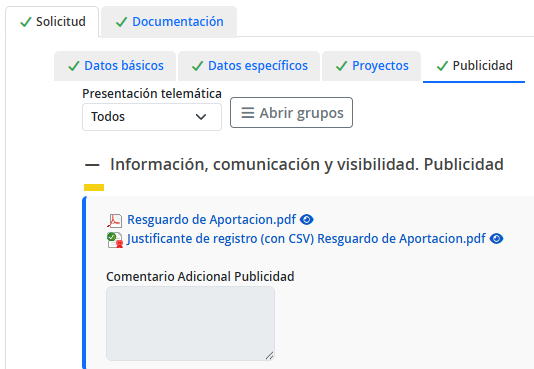 Solicitud Documentación
Datos básicos Datos específicos Proyectos Publicidad
Presentación telemática
Todos
Abrir grupos
Información, comunicación y visibilidad. Publicidad
Resguardo de Aportacion.pdf
Justificante de registro (con CSV) Resguardo de Aportacion.pdf
Comentario Adicional Publicidad